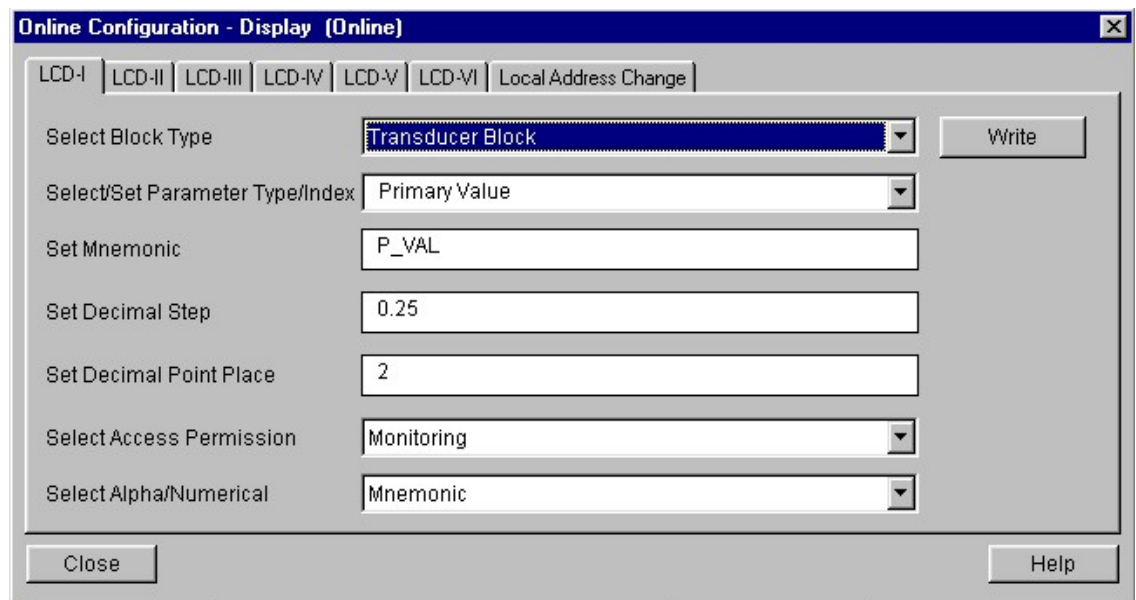 Online Configuration - Display (Online)
LCD-I LCD-II LCD-III LCD-IV LCD-V LCD-VI Local Address Change
Select Block Type Transducer Block Write
Select/Set Parameter Type/Index Primary Value
Set Mnemonic P_VAL
Set Decimal Step 0.25
Set Decimal Point Place 2
Select Access Permission Monitoring
Select Alpha/Numerical Mnemonic
Close Help